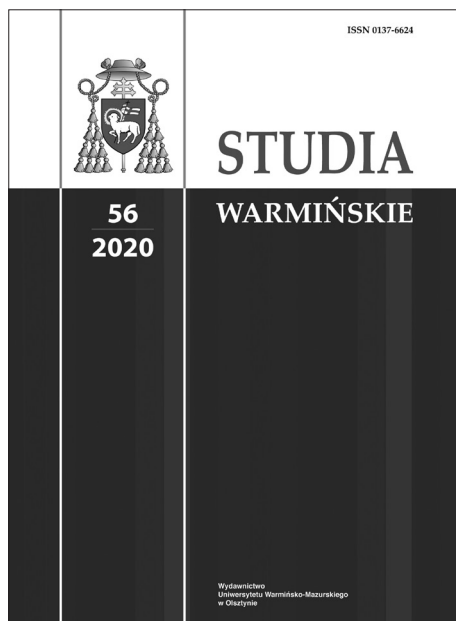 ISSN 0137-6624
STUDIA
WARMIŃSKIE
56
2020
Wydawnictwo
Uniwersytetu Warmińsko-Mazurskiego
w Olsztynie